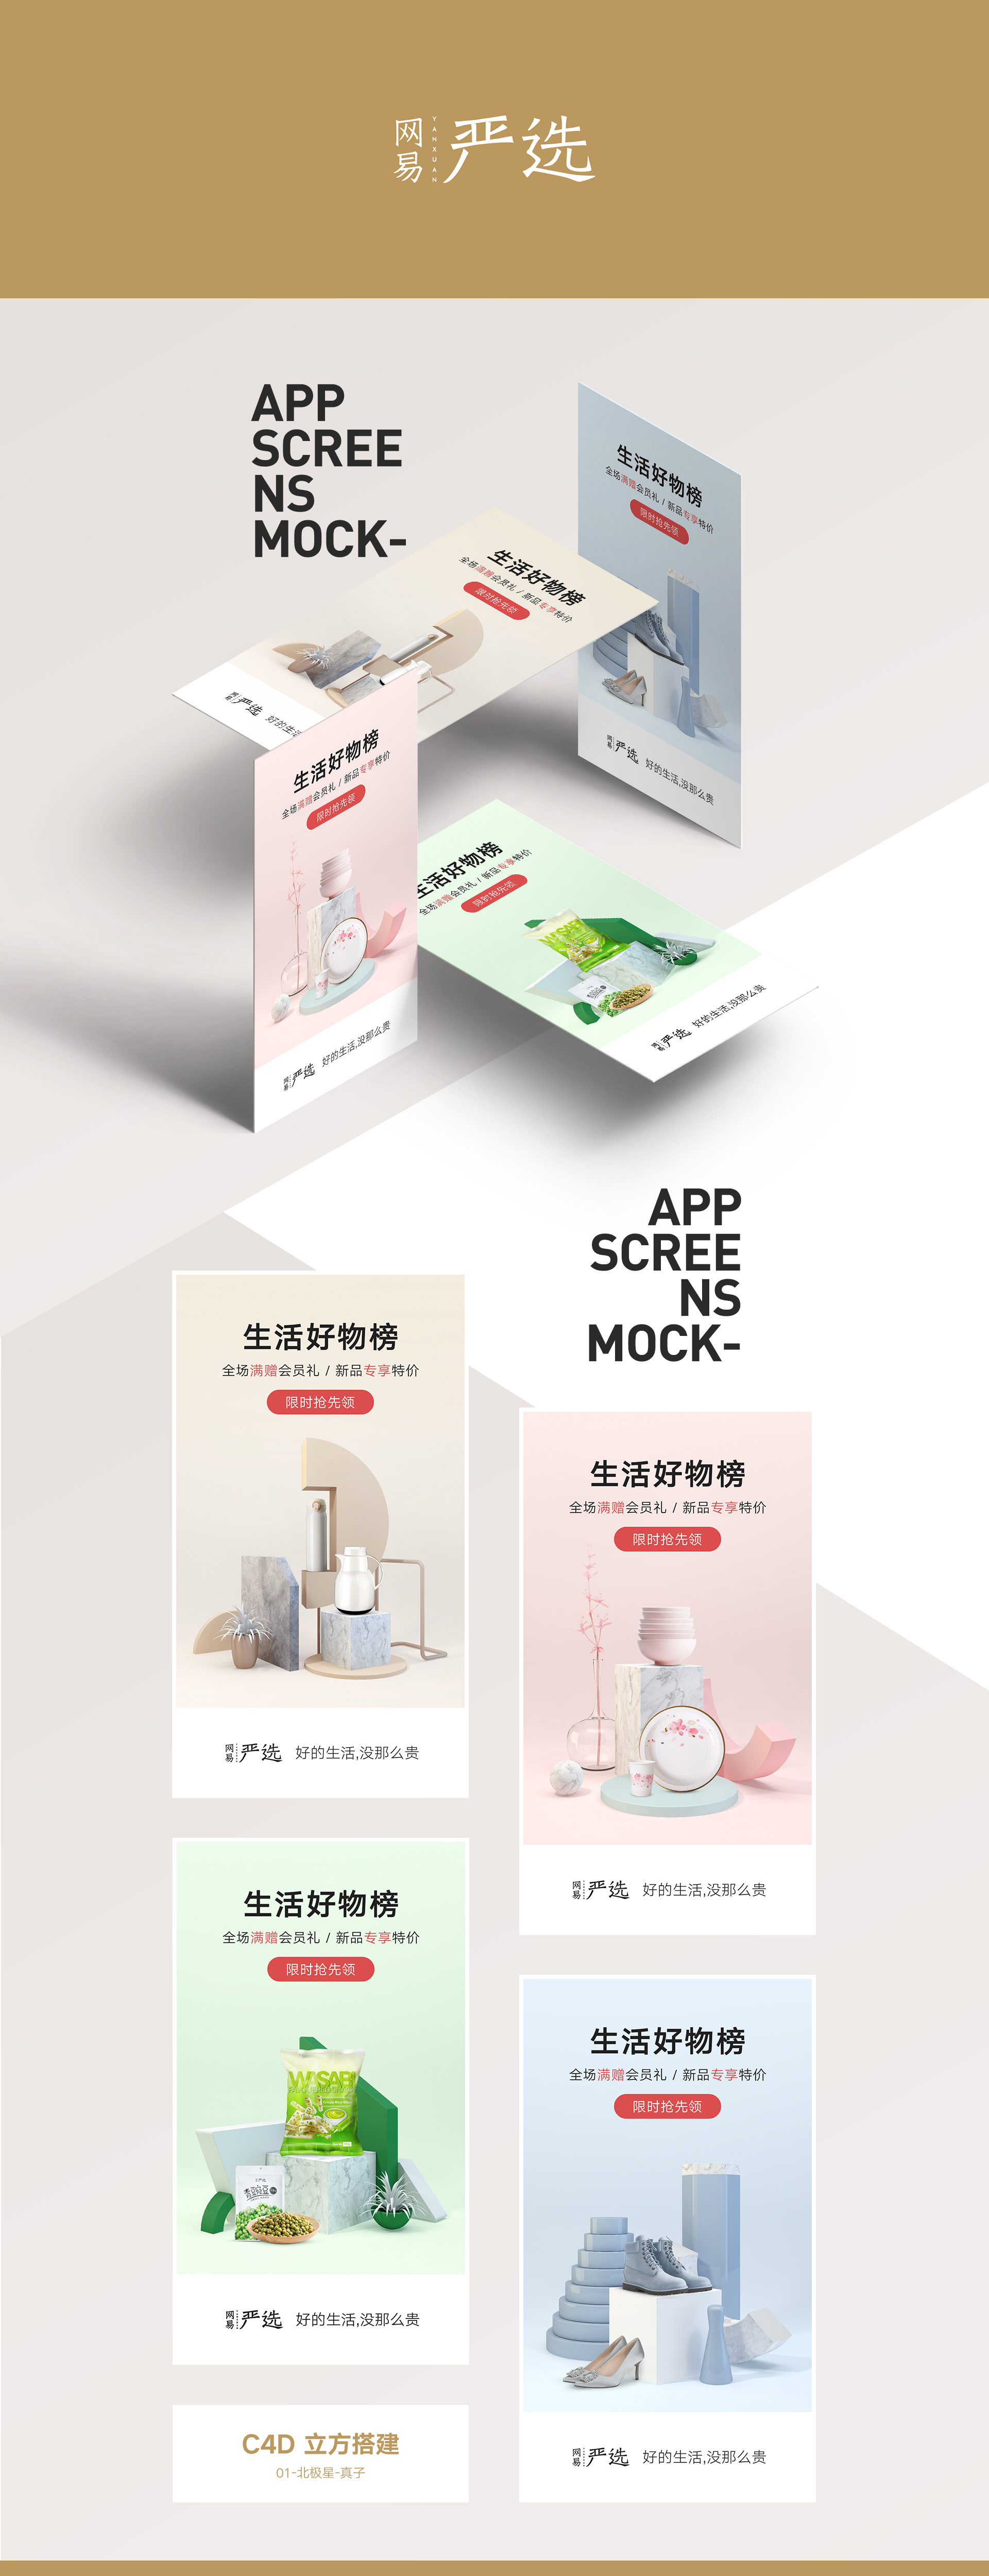 网易
YANXUAN
严选
APP
SCREE
NS
MOCK-
生活好物榜
全场满赠会员礼 / 新品专享特价
限时抢先领
生活好物榜
全场满赠会员礼 / 新品专享特价
限时抢先领
网易 严选 好的生活,没那么贵
网易 严选 好的生活
生活好物榜
全场满赠会员礼 / 新品专享特价
限时抢先领
网易 严选 好的生活,没那么贵
生活好物榜
全场满赠会员礼 / 新品专享特价
限时抢先领
网易 严选 好的生活,没那么贵
APP
SCREE
NS
MOCK-
生活好物榜
全场满赠会员礼 / 新品专享特价
限时抢先领
网易 严选 好的生活,没那么贵
生活好物榜
全场满赠会员礼 / 新品专享特价
限时抢先领
网易 严选 好的生活,没那么贵
生活好物榜
全场满赠会员礼 / 新品专享特价
限时抢先领
WASABI
网易 严选 好的生活,没那么贵
生活好物榜
全场满赠会员礼 / 新品专享特价
限时抢先领
网易 严选 好的生活,没那么贵
C4D 立方搭建
01-北极星-真子